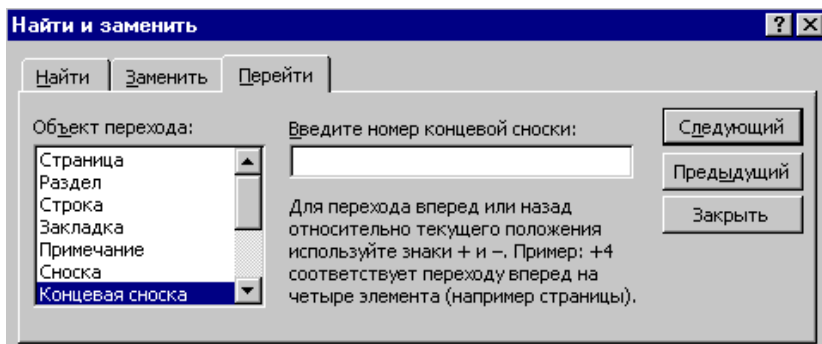 Найти и заменить
Найти
Заменить
Перейти
Объект перехода:
Страница
Раздел
Строка
Закладка
Примечание
Сноска
Концевая сноска
Введите номер концевой сноски:
Для перехода вперед или назад
относительно текущего положения
используйте знаки + и –. Пример: +4
соответствует переходу вперед на
четыре элемента (например страницы).
Следующий
Предыдущий
Закрыть